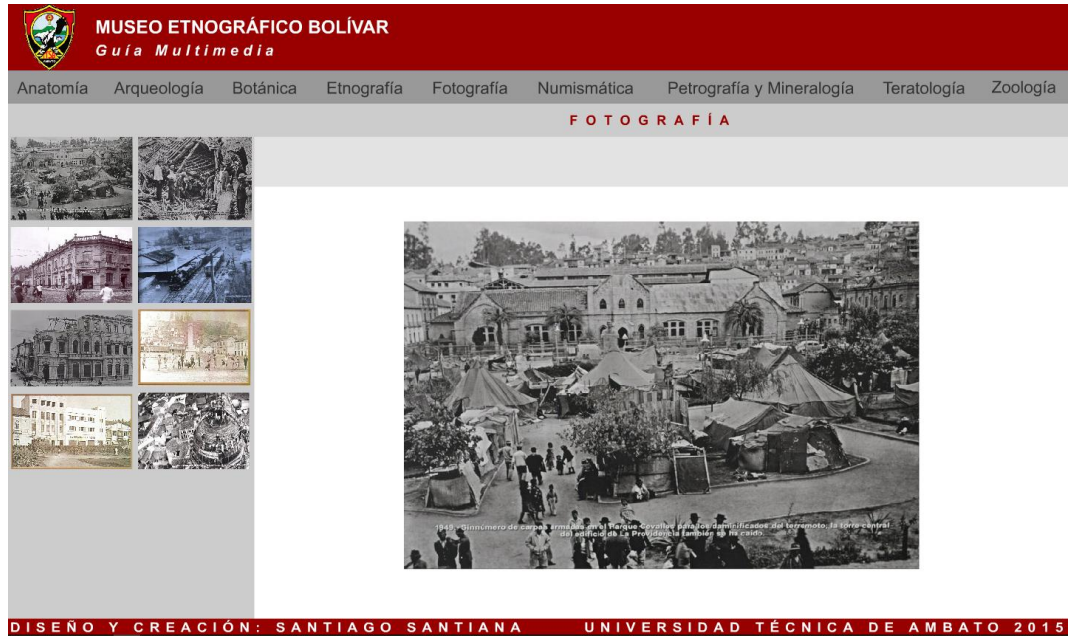 MUSEO ETNOGRÁFICO BOLÍVAR
Guía Multimedia
Anatomía Arqueología Botánica Etnografía Fotografía Numismática Petrografía y Mineralogía Teratología Zoología
FOTOGRAFÍA
1949.- Sinnúmero de carpas armadas en el Parque Cevallos para los damnificados del terremoto, la torre central
del edificio de La Providencia también se ha caído.
DISEÑO Y CREACIÓN: SANTIAGO SANTIANA UNIVERSIDAD TÉCNICA DE AMBATO 2015